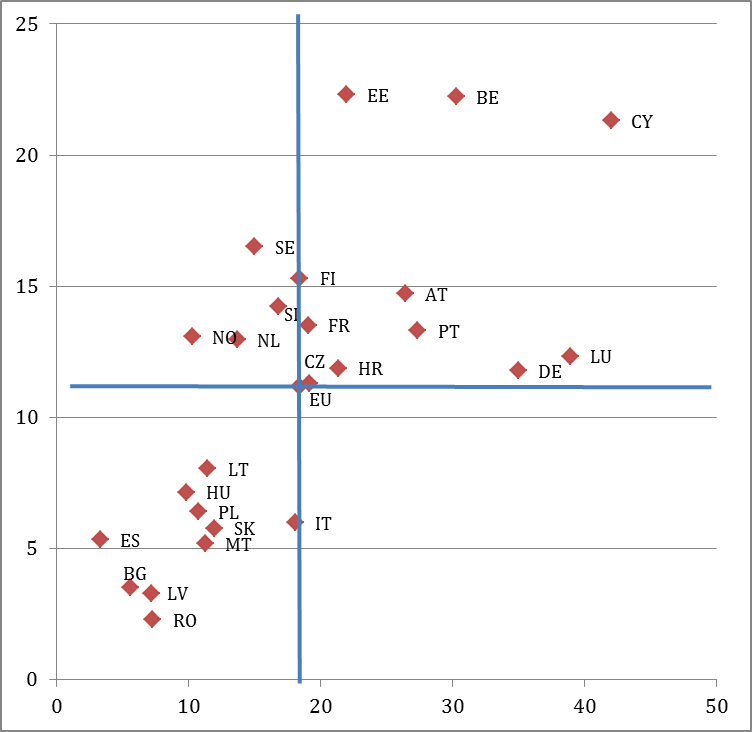 25
EE
BE
CY
20
SE
FI
AT
SI
FR
NO
NL
PT
CZ
HR
LU
DE
EU
10
15
LT
HU
PL
SK
IT
ES
MT
5
BG
LV
RO
0
0
10
20
30
40
50